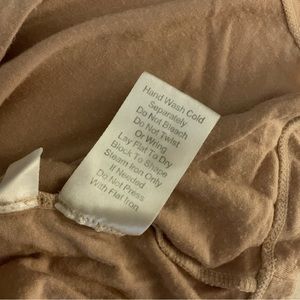 Hand Wash Cold
Separately
Do Not Bleach
Do Not Twist
Or Wring
Lay Flat To Dry
Block To Shape
Steam Iron Only
If Needed
Do Not Press
With Flat Iron